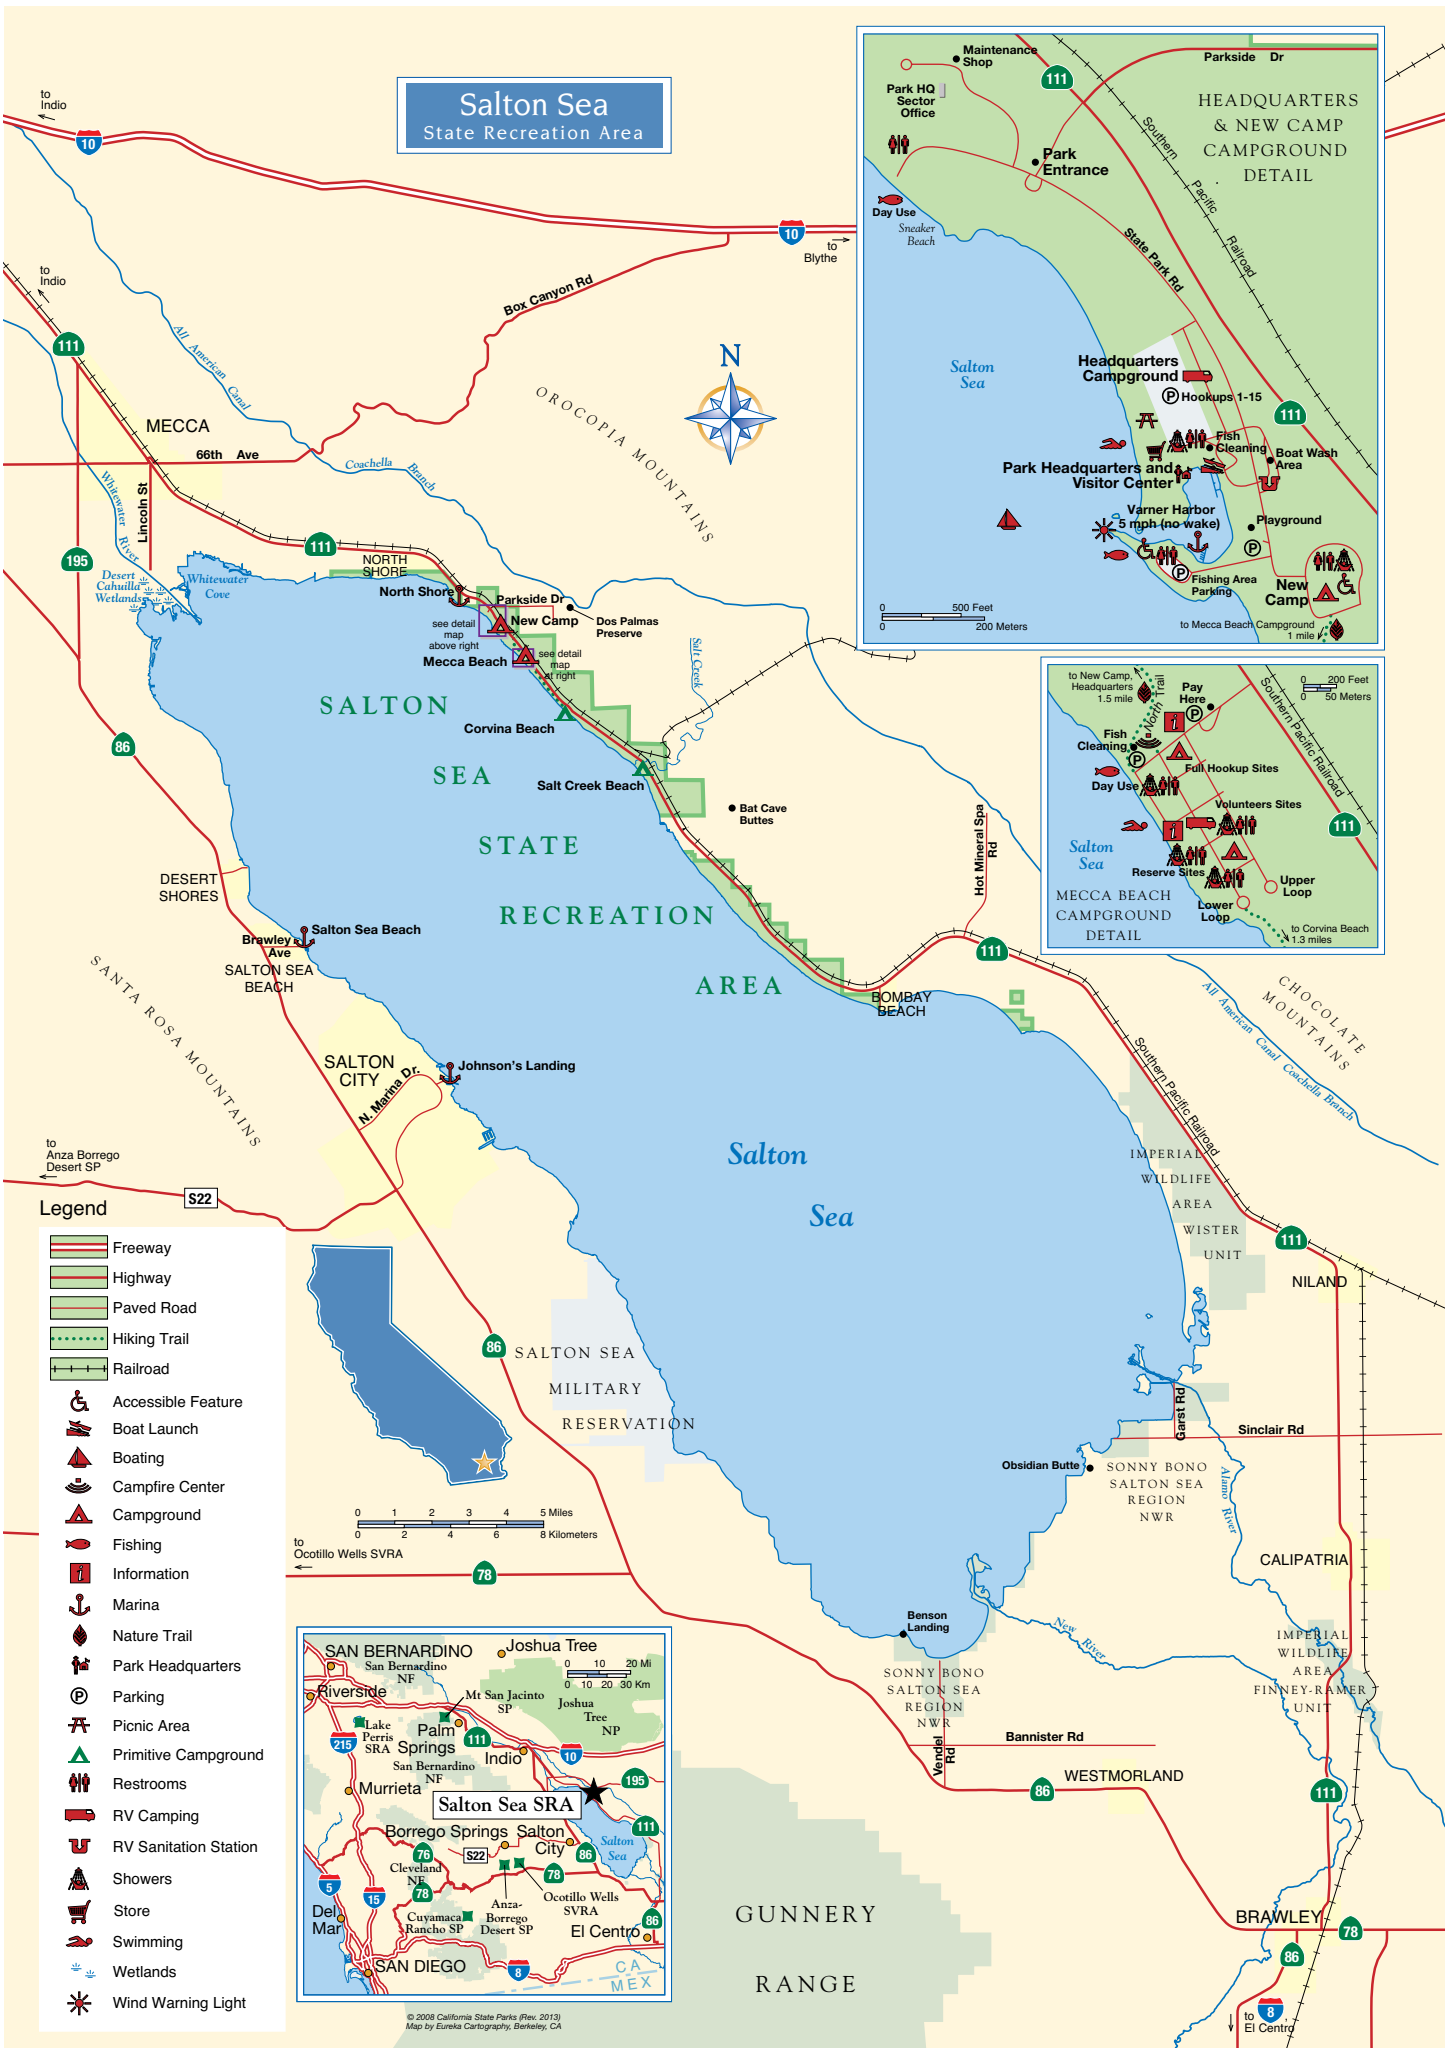 Salton Sea
State Recreation Area
to
Indio
10
10
to
Blythe
to
Indio
111
Box Canyon Rd
All American Canal
MECCA
66th Ave
Coachella Branch
OROCOPIA MOUNTAINS
N
Whitewater River
Lincoln St
195
111
NORTH
SHORE
Desert
Cahuilla
Wetlands
Whitewater
Cove
North Shore
Parkside Dr
New Camp
see detail
map
above right
Dos Palmas
Preserve
Mecca Beach
see detail
map
at right
Salt Creek
Corvina Beach
86
Salt Creek Beach
Bat Cave
Buttes
SALTON
SEA
STATE
RECREATION
AREA
Hot Mineral Spa
Rd
DESERT
SHORES
Salton Sea Beach
Brawley
Ave
SALTON SEA
BEACH
111
BOMBAY
BEACH
SANTA ROSA MOUNTAINS
CHOCOLATE
MOUNTAINS
All American Canal Coachella Branch
Southern Pacific Railroad
SALTON
CITY
Johnson's Landing
N. Marina Dr.
to
Anza Borrego
Desert SP
S22
Salton
Sea
IMPERIAL
WILDLIFE
AREA
WISTER
UNIT
111
NILAND
86
SALTON SEA
MILITARY
RESERVATION
Garst Rd
Sinclair Rd
Obsidian Butte
SONNY BONO
SALTON SEA
REGION
NWR
Alamo River
CALIPATRIA
0 1 2 3 4 5 Miles
0 2 4 6 8 Kilometers
to
Ocotillo Wells SVRA
78
Benson
Landing
New River
SONNY BONO
SALTON SEA
REGION
NWR
IMPERIAL
WILDLIFE
AREA
FINNEY-RAMER
UNIT
Bannister Rd
Vendel
Rd
WESTMORLAND
86
111
GUNNERY
RANGE
BRAWLEY
78
86
8
to
El Centro
HEADQUARTERS
& NEW CAMP
CAMPGROUND
DETAIL
Maintenance
Shop
Parkside Dr
111
Park HQ
Sector
Office
Park
Entrance
Southern Pacific Railroad
Day Use
Sneaker
Beach
State Park Rd
Salton
Sea
Headquarters
Campground
P Hookups 1-15
111
Fish
Cleaning
Boat Wash
Area
Park Headquarters and
Visitor Center
Varner Harbor
5 mph (no wake)
Playground
P
P
Fishing Area
Parking
New
Camp
0 500 Feet
0 200 Meters
to Mecca Beach Campground
1 mile
to New Camp,
Headquarters
1.5 mile
North Trail
Pay
Here
P
i
0 200 Feet
0 50 Meters
Southern Pacific Railroad
Fish
Cleaning
P
Full Hookup Sites
Day Use
Volunteers Sites
111
i
Salton
Sea
Reserve Sites
Upper
Loop
MECCA BEACH
CAMPGROUND
DETAIL
Lower
Loop
to Corvina Beach
1.3 miles
Legend
Freeway
Highway
Paved Road
Hiking Trail
Railroad
Accessible Feature
Boat Launch
Boating
Campfire Center
Campground
Fishing
i Information
Marina
Nature Trail
Park Headquarters
P Parking
Picnic Area
Primitive Campground
Restrooms
RV Camping
RV Sanitation Station
Showers
Store
Swimming
Wetlands
Wind Warning Light
SAN BERNARDINO
San Bernardino
NF
Joshua Tree
0 10 20 Mi
0 10 20 30 Km
Riverside
Mt San Jacinto
SP
Joshua
Tree
NP
Lake
Perris
SRA
215
Palm
Springs
111
Indio
10
San Bernardino
NF
195
Murrieta
Salton Sea SRA
111
Borrego Springs
Salton
City
Salton
Sea
76
S22
86
Cleveland
NF
78
78
5
15
Ocotillo Wells
SVRA
Anza-
Borrego
Desert SP
Del
Mar
Cuyamaca
Rancho SP
86
El Centro
SAN DIEGO
8
CA
MEX
© 2008 California State Parks (Rev. 2013)
Map by Eureka Cartography, Berkeley, CA